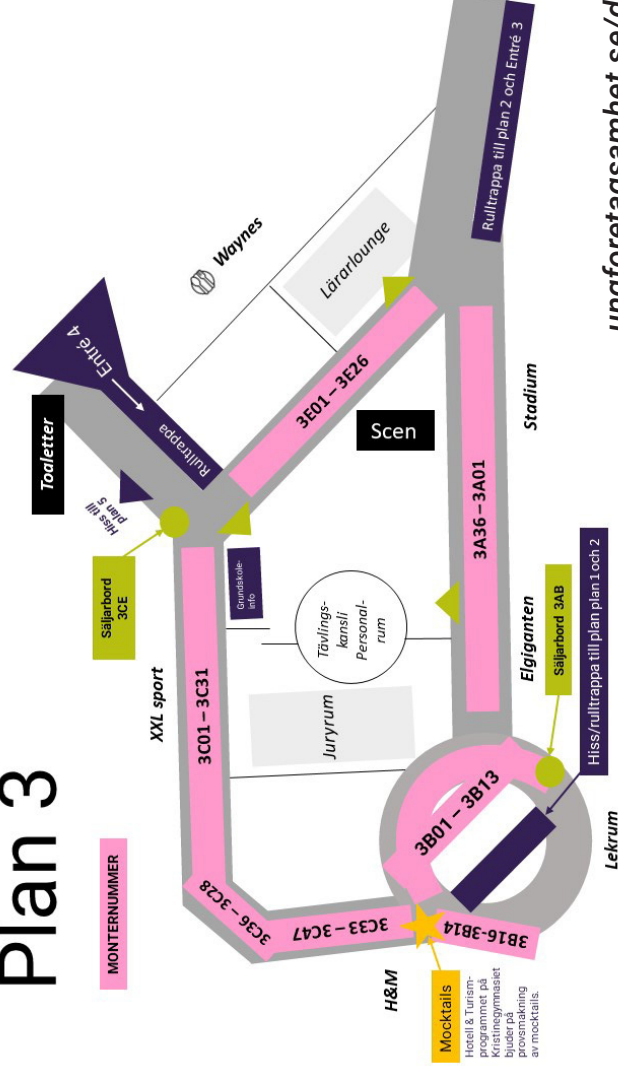 Plan 3
MONTERNUMMER
XXL sport
Säljarbord
3CE
Hiss till
plan 5
Toaletter
Entré 4
Rulltrappa
Waynes
3C01 – 3C31
Grundskole-
info
3E01 – 3E26
Lärarlounge
3C36 – 3C28
3C33 – 3C47
Juryrum
Tävlings-
kansli
Personal-
rum
Scen
H&M
Mocktails
Hotell & Turism-
programmet på
Kristinegymnasiet
bjuder på
provsmakning
av mocktails.
3B16-3B14
3B01 – 3B13
3A36 – 3A01
Rulltrappa till plan 2 och Entré 3
Lekrum
Elgiganten
Säljarbord 3AB
Stadium
Hiss/rulltrappa till plan plan 1 och 2
ungforetagsamhet.se/d